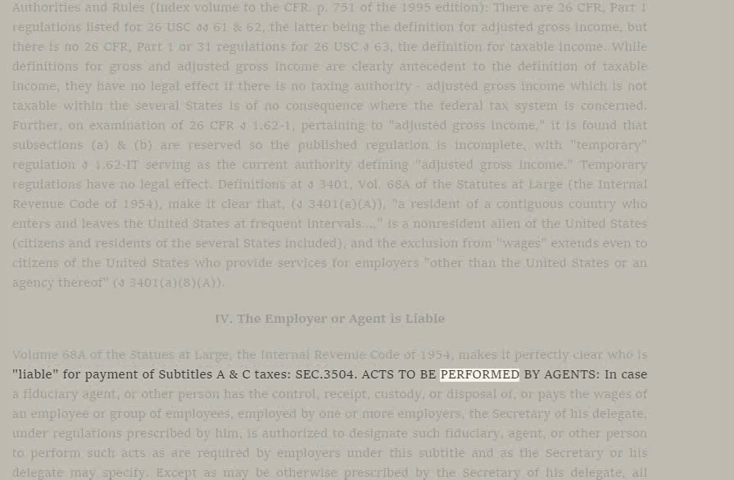 Authorities and Rules (Index volume to the CFR. p. 751 of the 1995 edition): There are 26 CFR, Part 1
regulations listed for 26 USC §§ 61 & 62, the latter being the definition for adjusted gross income, but
there is no 26 CFR, Part 1 or 31 regulations for 26 USC § 63, the definition for taxable income. While
definitions for gross and adjusted gross income are clearly antecedent to the definition of taxable
income, they have no legal effect if there is no taxing authority - adjusted gross income which is not
taxable within the several States is of no consequence where the federal tax system is concerned.
Further, on examination of 26 CFR § 1.62-1, pertaining to "adjusted gross income," it is found that
subsections (a) & (b) are reserved so the published regulation is incomplete, with "temporary"
regulation § 1.62-IT serving as the current authority defining "adjusted gross income." Temporary
regulations have no legal effect. Definitions at § 3401, Vol. 68A of the Statutes at Large (the Internal
Revenue Code of 1954), make it clear that, (§ 3401(a)(A)), "a resident of a contiguous country who
enters and leaves the United States at frequent intervals...," is a nonresident alien of the United States
(citizens and residents of the several States included), and the exclusion from "wages" extends even to
citizens of the United States who provide services for employers "other than the United States or an
agency thereof" (§ 3401(a)(8)(A)).
IV. The Employer or Agent is Liable
Volume 68A of the Statues at Large, the Internal Revenue Code of 1954, makes it perfectly clear who is
"liable" for payment of Subtitles A & C taxes: SEC.3504. ACTS TO BE PERFORMED BY AGENTS: In case
a fiduciary agent, or other person has the control, receipt, custody, or disposal of, or pays the wages of
an employee or group of employees, employed by one or more employers, the Secretary of his delegate,
under regulations prescribed by him, is authorized to designate such fiduciary, agent, or other person
to perform such acts as are required by employers under this subtitle and as the Secretary or his
delegate may specify. Except as may be otherwise prescribed by the Secretary of his delegate, all